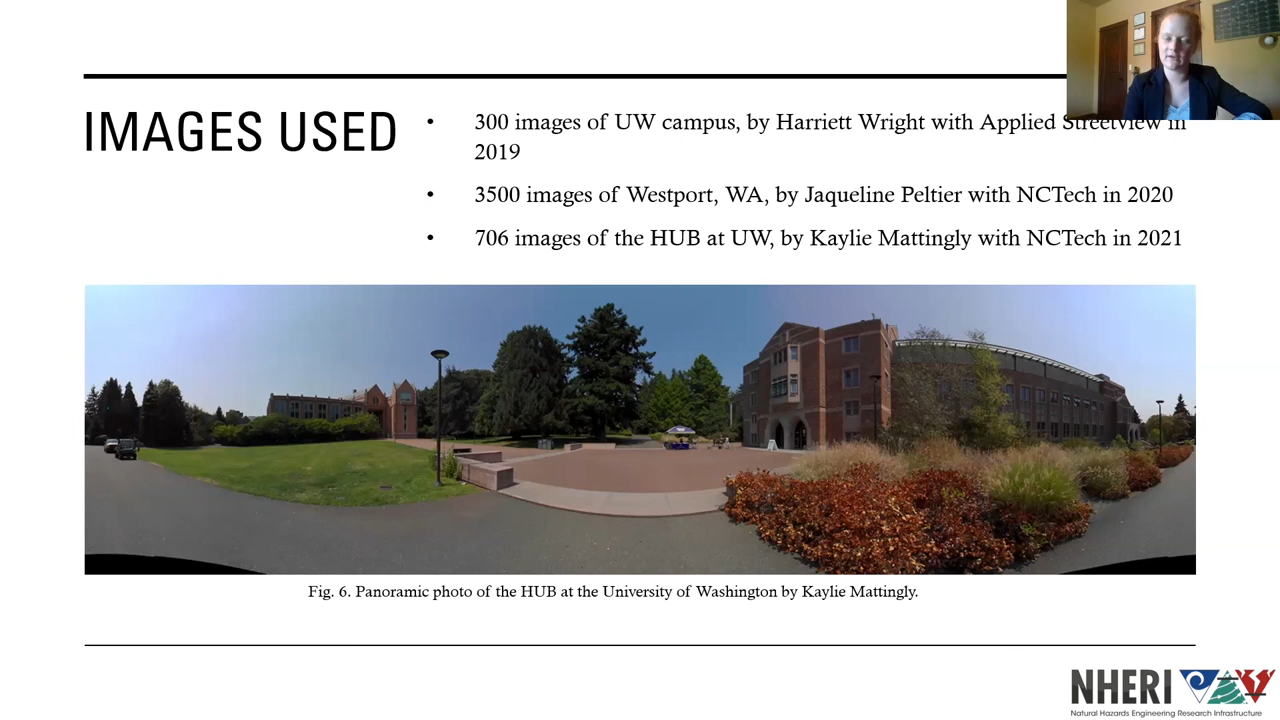 IMAGES USED
• 300 images of UW campus, by Harriett Wright with Applied Streetview in
2019
• 3500 images of Westport, WA, by Jaqueline Peltier with NCTech in 2020
• 706 images of the HUB at UW, by Kaylie Mattingly with NCTech in 2021
Fig. 6. Panoramic photo of the HUB at the University of Washington by Kaylie Mattingly.
NHERI
Natural Hazards Engineering Research Infrastructure